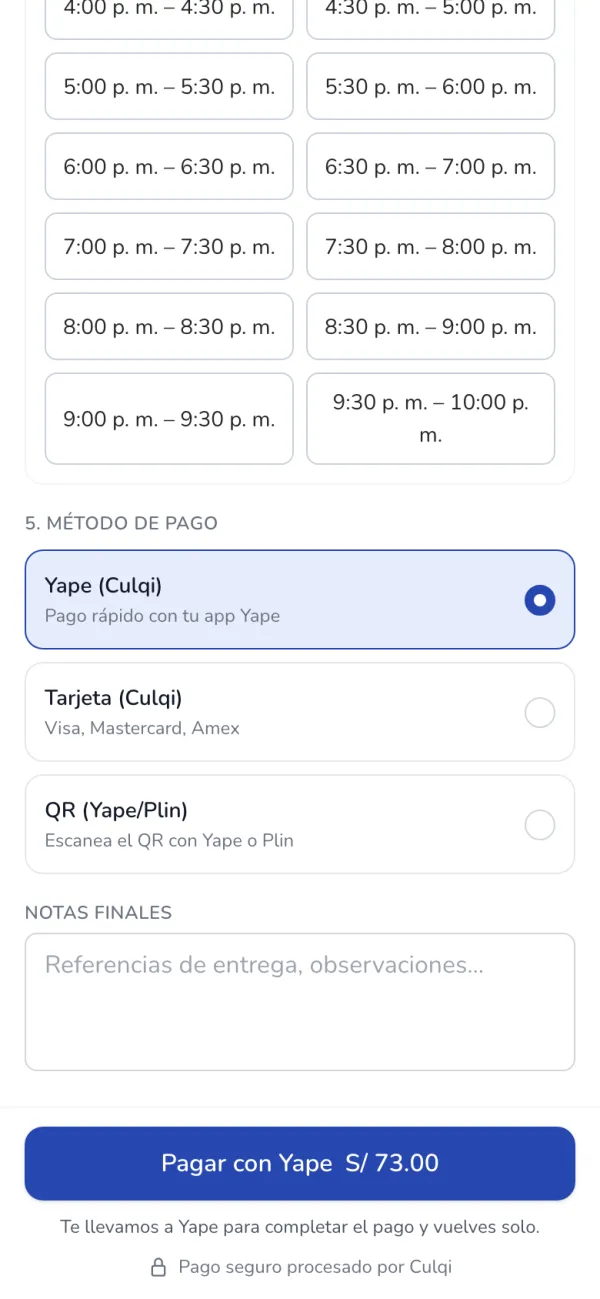 4:00 p. m. – 4:30 p. m.
4:30 p. m. – 5:00 p. m.
5:00 p. m. – 5:30 p. m.
5:30 p. m. – 6:00 p. m.
6:00 p. m. – 6:30 p. m.
6:30 p. m. – 7:00 p. m.
7:00 p. m. – 7:30 p. m.
7:30 p. m. – 8:00 p. m.
8:00 p. m. – 8:30 p. m.
8:30 p. m. – 9:00 p. m.
9:00 p. m. – 9:30 p. m.
9:30 p. m. – 10:00 p.
m.
5. MÉTODO DE PAGO
Yape (Culqi)
Pago rápido con tu app Yape
Tarjeta (Culqi)
Visa, Mastercard, Amex
QR (Yape/Plin)
Escanea el QR con Yape o Plin
NOTAS FINALES
Referencias de entrega, observaciones...
Pagar con Yape S/ 73.00
Te llevamos a Yape para completar el pago y vuelves solo.
Pago seguro procesado por Culqi